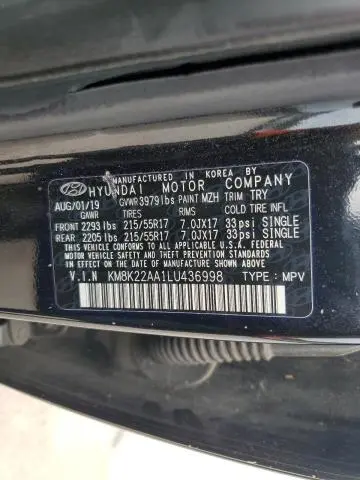 MANUFACTURED IN KOREA BY
HYUNDAI MOTOR COMPANY
AUG/01/19 GVWR 3979lbs PAINT MZH TRIM TRY
GAWR TIRES RIMS COLD TIRE INFL
FRONT 2293lbs 215/55R17 7.0JX17 33psi SINGLE
REAR 2205lbs 215/55R17 7.0JX17 33psi SINGLE
THIS VEHICLE CONFORMS TO ALL APPLICABLE U.S.
FEDERAL MOTOR VEHICLE SAFETY, BUMPER, AND
THEFT PREVENTION STANDARDS IN EFFECT ON
THE DATE OF MANUFACTURE SHOWN ABOVE.
V.I.N KM8K22AA1LU436998 TYPE: MPV